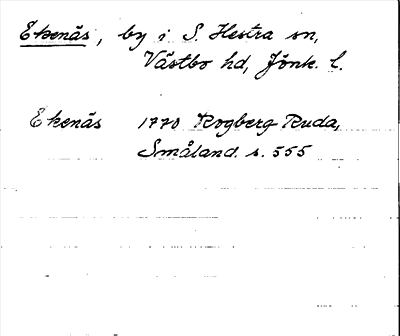 Ekenäs, by i S. Hestra sn,
Västbo hd, Jönk. l.
Ekenäs 1770 Rogberg-Ruda,
Småland. s. 555